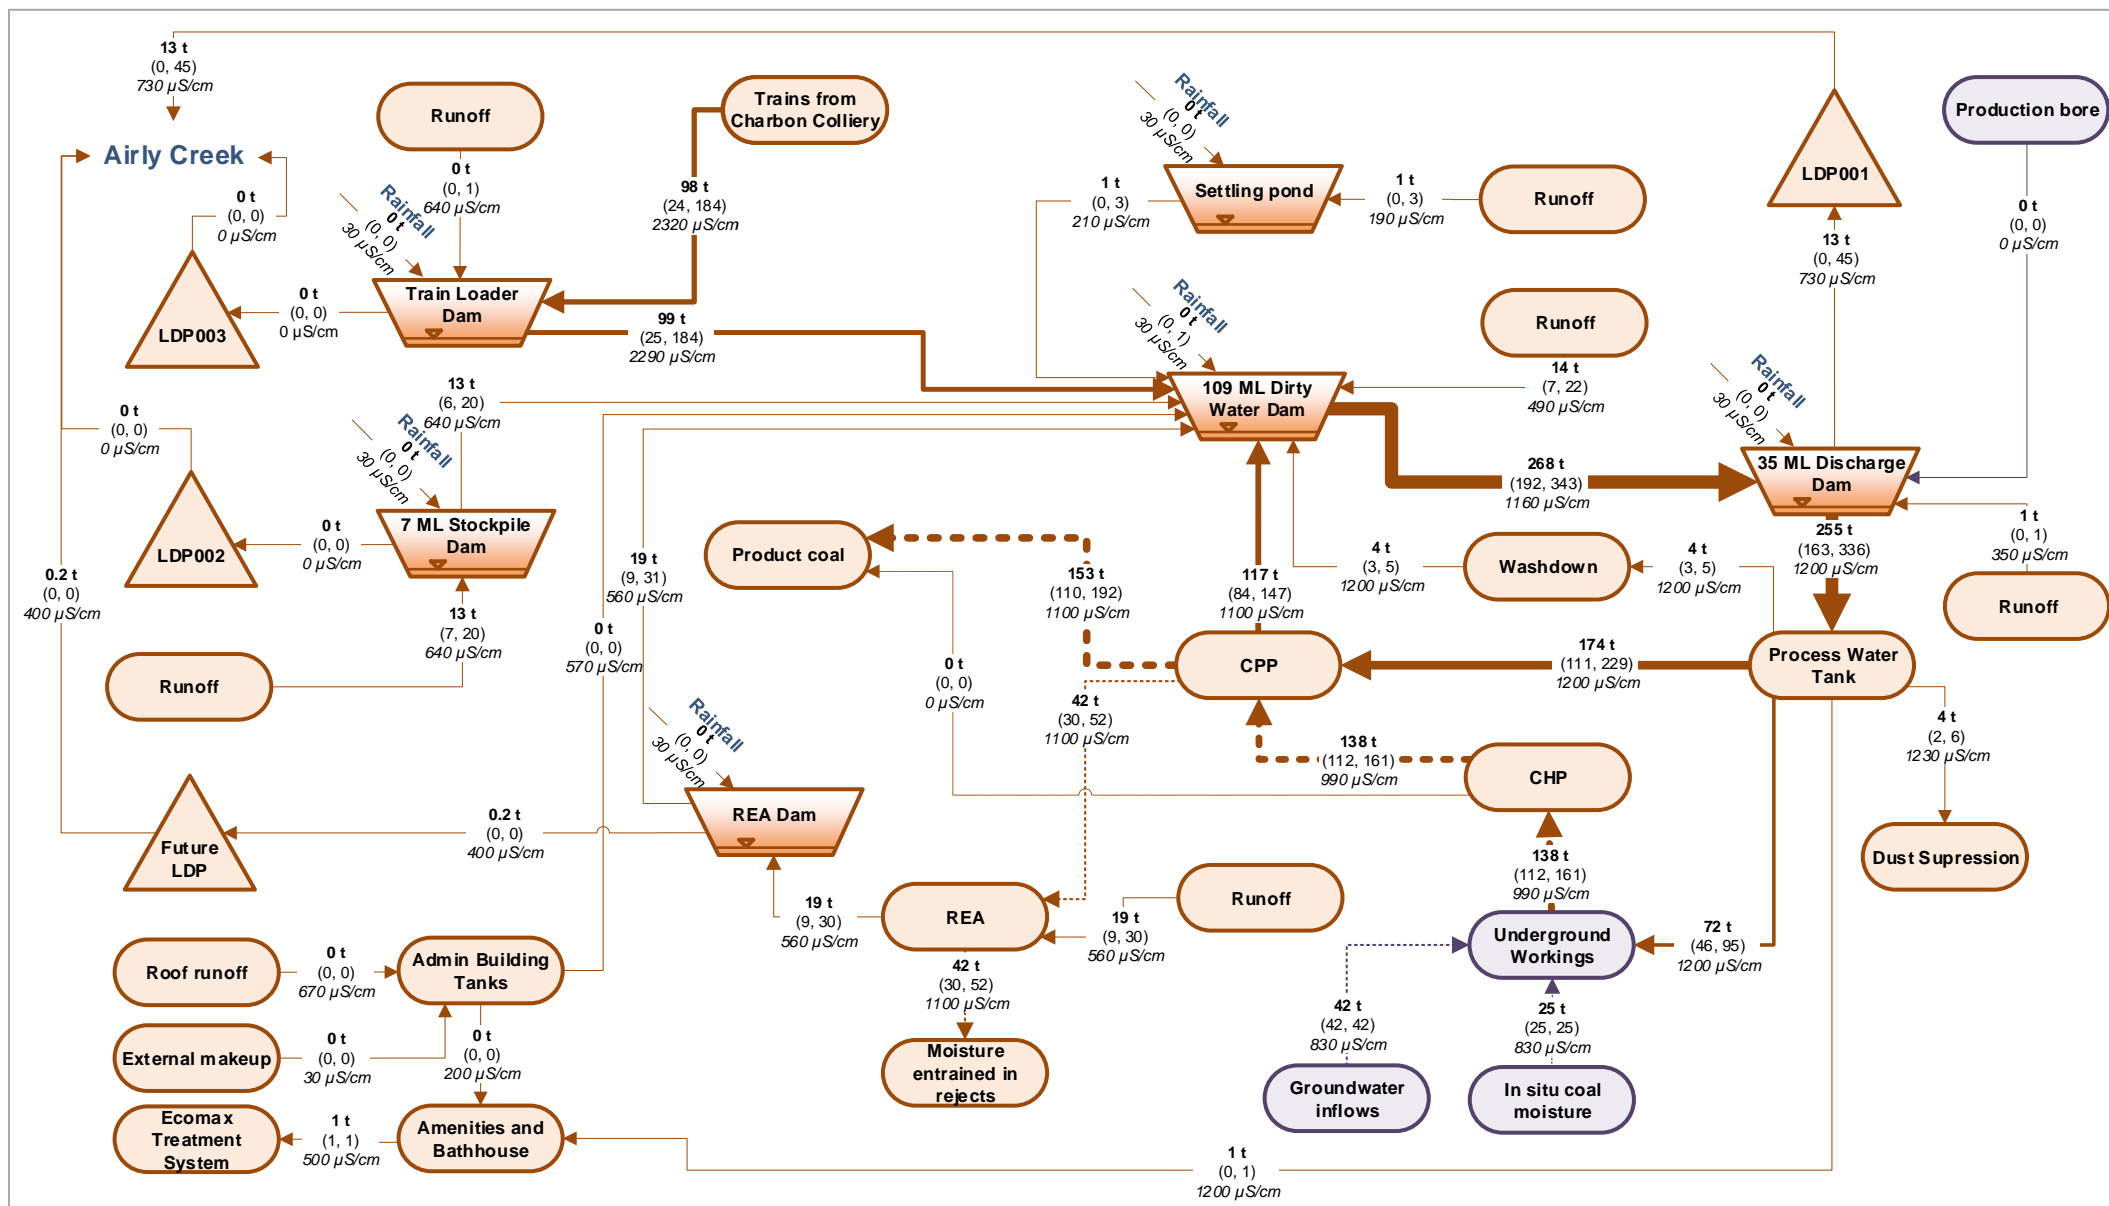 13 t
(0, 45)
730 µS/cm
Airly Creek
Runoff
0 t
(0, 1)
640 µS/cm
Trains from
Charbon Colliery
98 t
(24, 184)
2320 µS/cm
Rainfall
0 t
(0, 0)
30 µS/cm
Train Loader
Dam
0 t
(0, 0)
0 µS/cm
LDP003
0 t
(0, 0)
0 µS/cm
99 t
(25, 184)
2290 µS/cm
Rainfall
0 t
(0, 0)
30 µS/cm
Settling pond
1 t
(0, 3)
210 µS/cm
1 t
(0, 3)
190 µS/cm
Runoff
LDP001
13 t
(0, 45)
730 µS/cm
Production bore
0 t
(0, 0)
0 µS/cm
Rainfall
0 t
(0, 1)
30 µS/cm
109 ML Dirty
Water Dam
Runoff
14 t
(7, 22)
490 µS/cm
Rainfall
0 t
(0, 0)
30 µS/cm
35 ML Discharge
Dam
268 t
(192, 343)
1160 µS/cm
1 t
(0, 1)
350 µS/cm
Runoff
255 t
(163, 336)
1200 µS/cm
13 t
(6, 20)
640 µS/cm
0 t
(0, 0)
0 µS/cm
Rainfall
0 t
(0, 0)
30 µS/cm
7 ML Stockpile
Dam
0 t
(0, 0)
0 µS/cm
LDP002
13 t
(7, 20)
640 µS/cm
Runoff
0.2 t
(0, 0)
400 µS/cm
19 t
(9, 31)
560 µS/cm
0 t
(0, 0)
570 µS/cm
Product coal
153 t
(110, 192)
1100 µS/cm
117 t
(84, 147)
1100 µS/cm
4 t
(3, 5)
1200 µS/cm
Washdown
4 t
(3, 5)
1200 µS/cm
CPP
174 t
(111, 229)
1200 µS/cm
Process Water
Tank
0 t
(0, 0)
0 µS/cm
42 t
(30, 52)
1100 µS/cm
138 t
(112, 161)
990 µS/cm
CHP
4 t
(2, 6)
1230 µS/cm
Dust Supression
Rainfall
0 t
(0, 0)
30 µS/cm
REA Dam
0.2 t
(0, 0)
400 µS/cm
Future
LDP
19 t
(9, 30)
560 µS/cm
REA
19 t
(9, 30)
560 µS/cm
Runoff
138 t
(112, 161)
990 µS/cm
Underground
Workings
72 t
(46, 95)
1200 µS/cm
42 t
(30, 52)
1100 µS/cm
Moisture
entrained in
rejects
42 t
(42, 42)
830 µS/cm
Groundwater
inflows
25 t
(25, 25)
830 µS/cm
In situ coal
moisture
Roof runoff
0 t
(0, 0)
670 µS/cm
Admin Building
Tanks
External makeup
0 t
(0, 0)
30 µS/cm
0 t
(0, 0)
200 µS/cm
Ecomax
Treatment
System
1 t
(1, 1)
500 µS/cm
Amenities and
Bathhouse
1 t
(0, 1)
1200 µS/cm